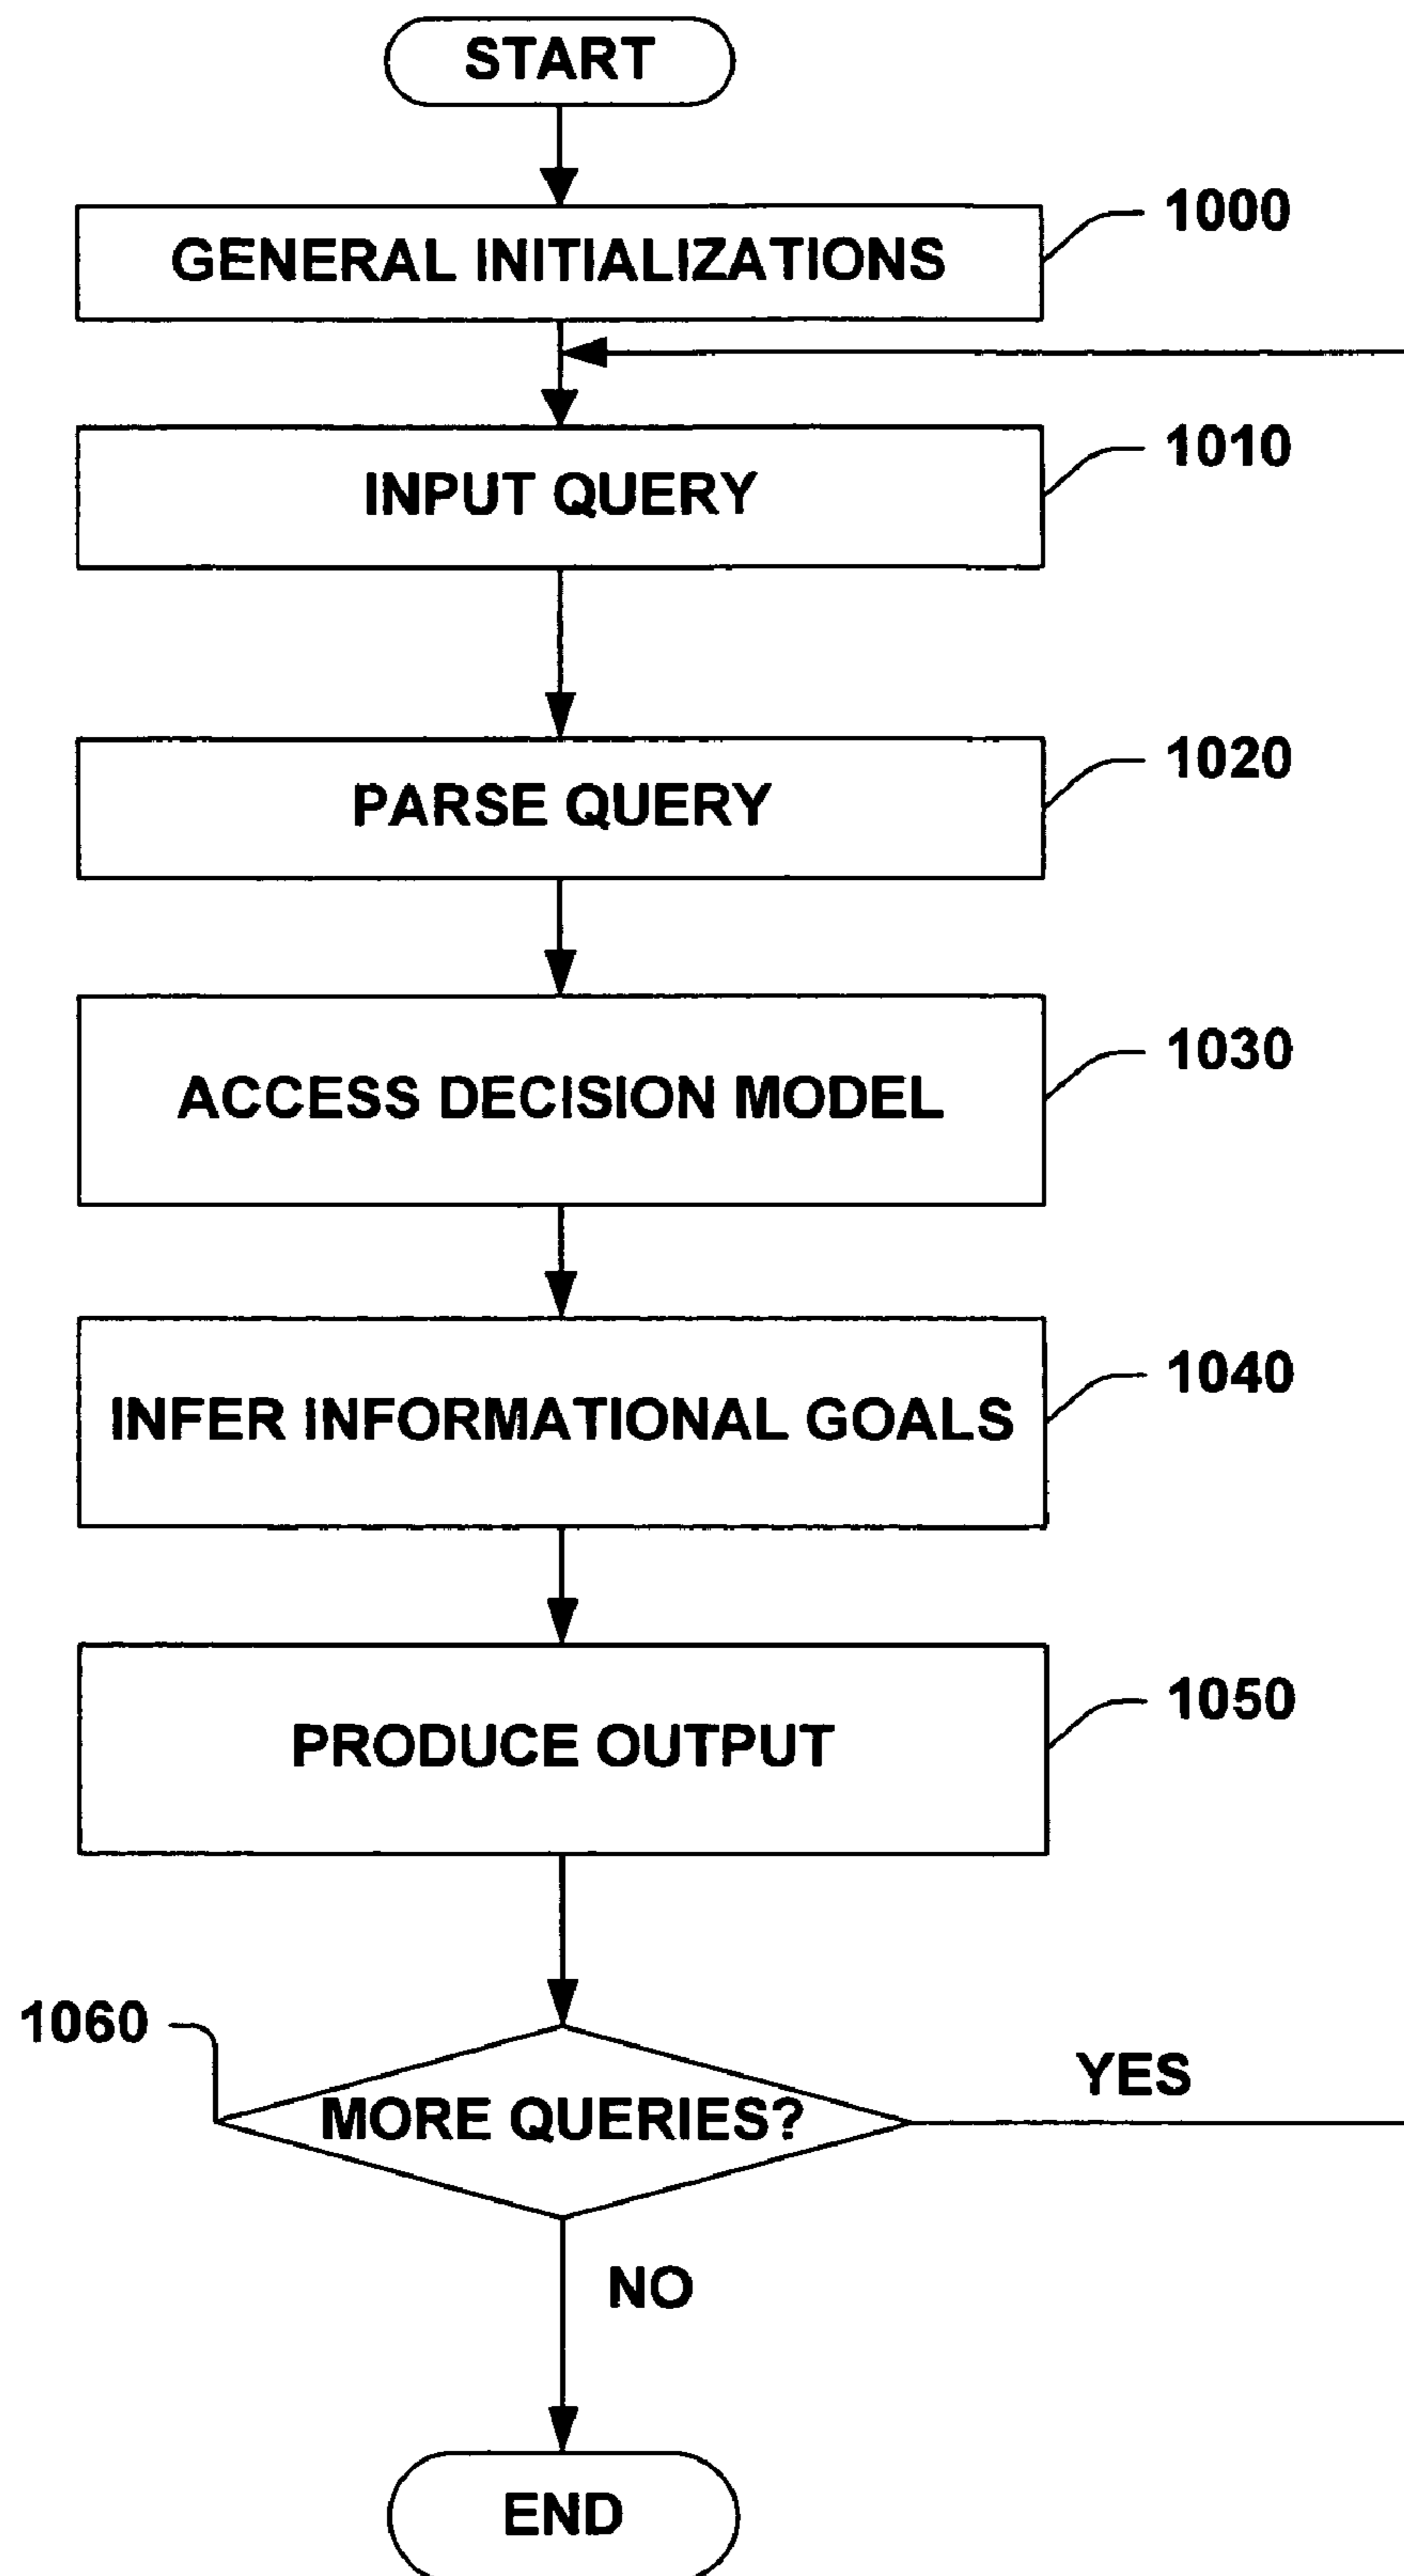 START
GENERAL INITIALIZATIONS
1000
INPUT QUERY
1010
PARSE QUERY
1020
ACCESS DECISION MODEL
1030
INFER INFORMATIONAL GOALS
1040
PRODUCE OUTPUT
1050
1060
MORE QUERIES?
YES
NO
END